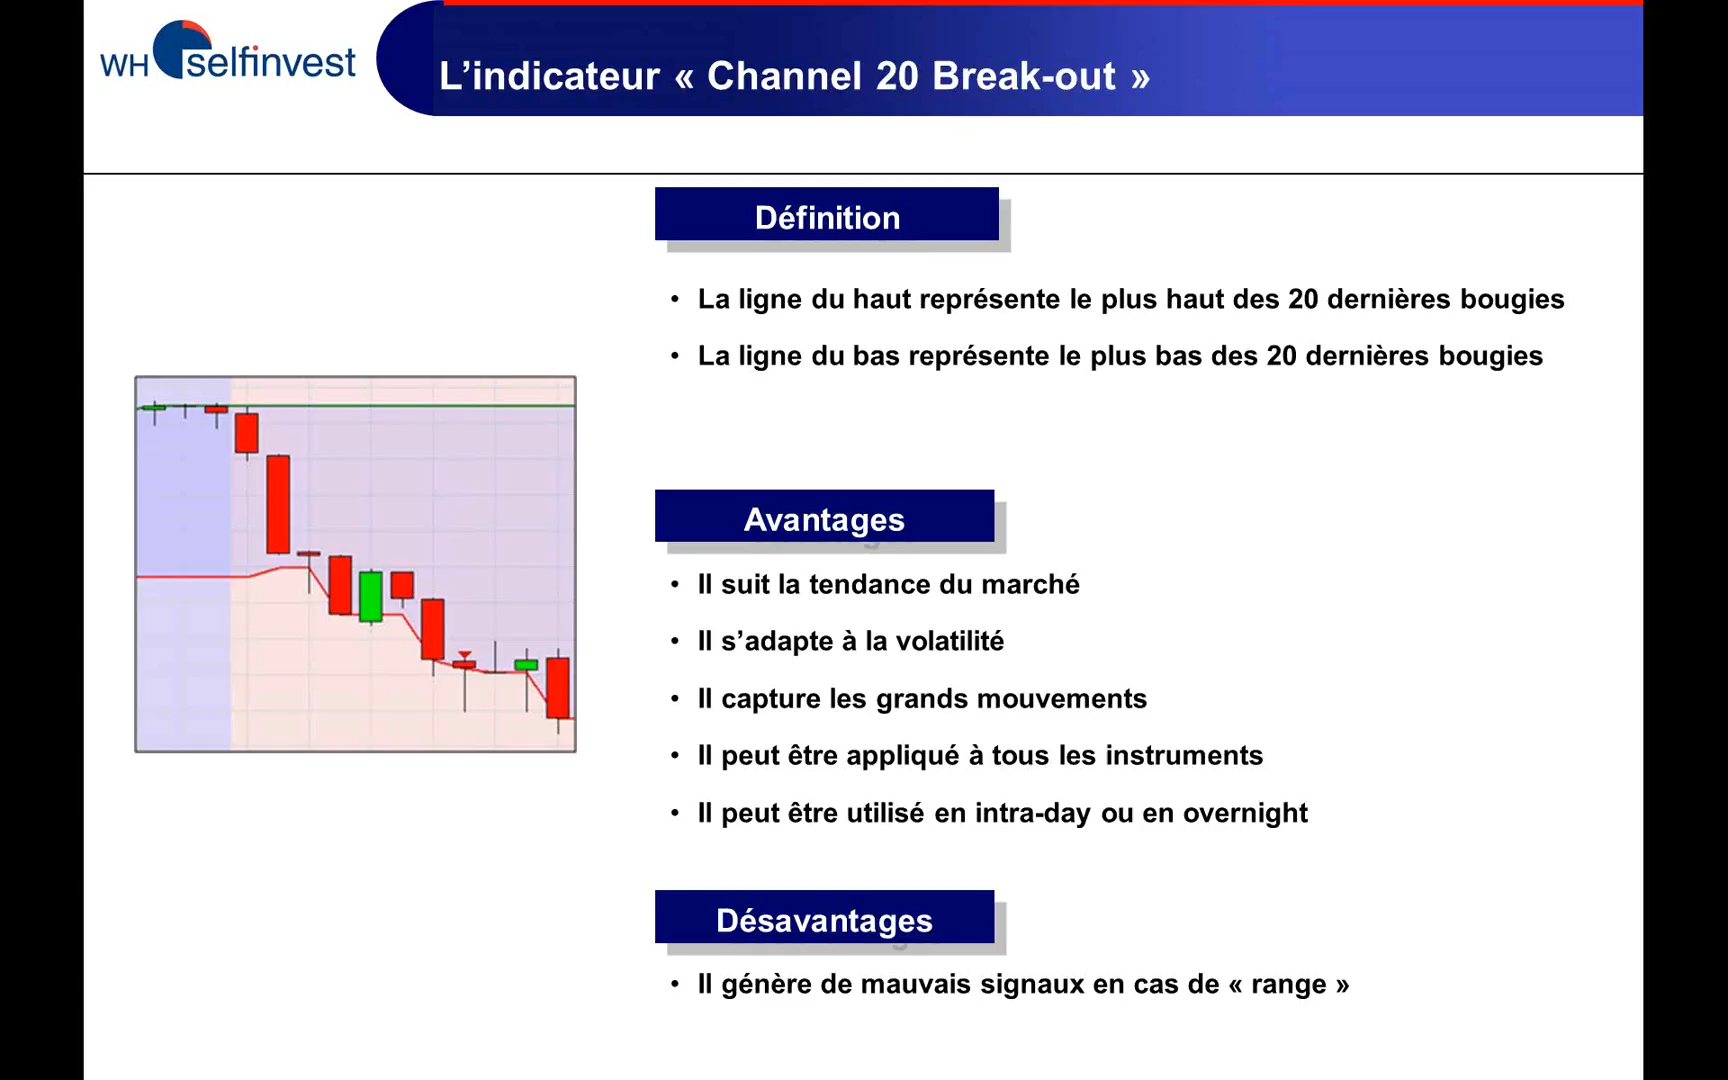 WH selfinvest
L’indicateur « Channel 20 Break-out »
Définition
• La ligne du haut représente le plus haut des 20 dernières bougies
• La ligne du bas représente le plus bas des 20 dernières bougies
Avantages
• Il suit la tendance du marché
• Il s’adapte à la volatilité
• Il capture les grands mouvements
• Il peut être appliqué à tous les instruments
• Il peut être utilisé en intra-day ou en overnight
Désavantages
• Il génère de mauvais signaux en cas de « range »